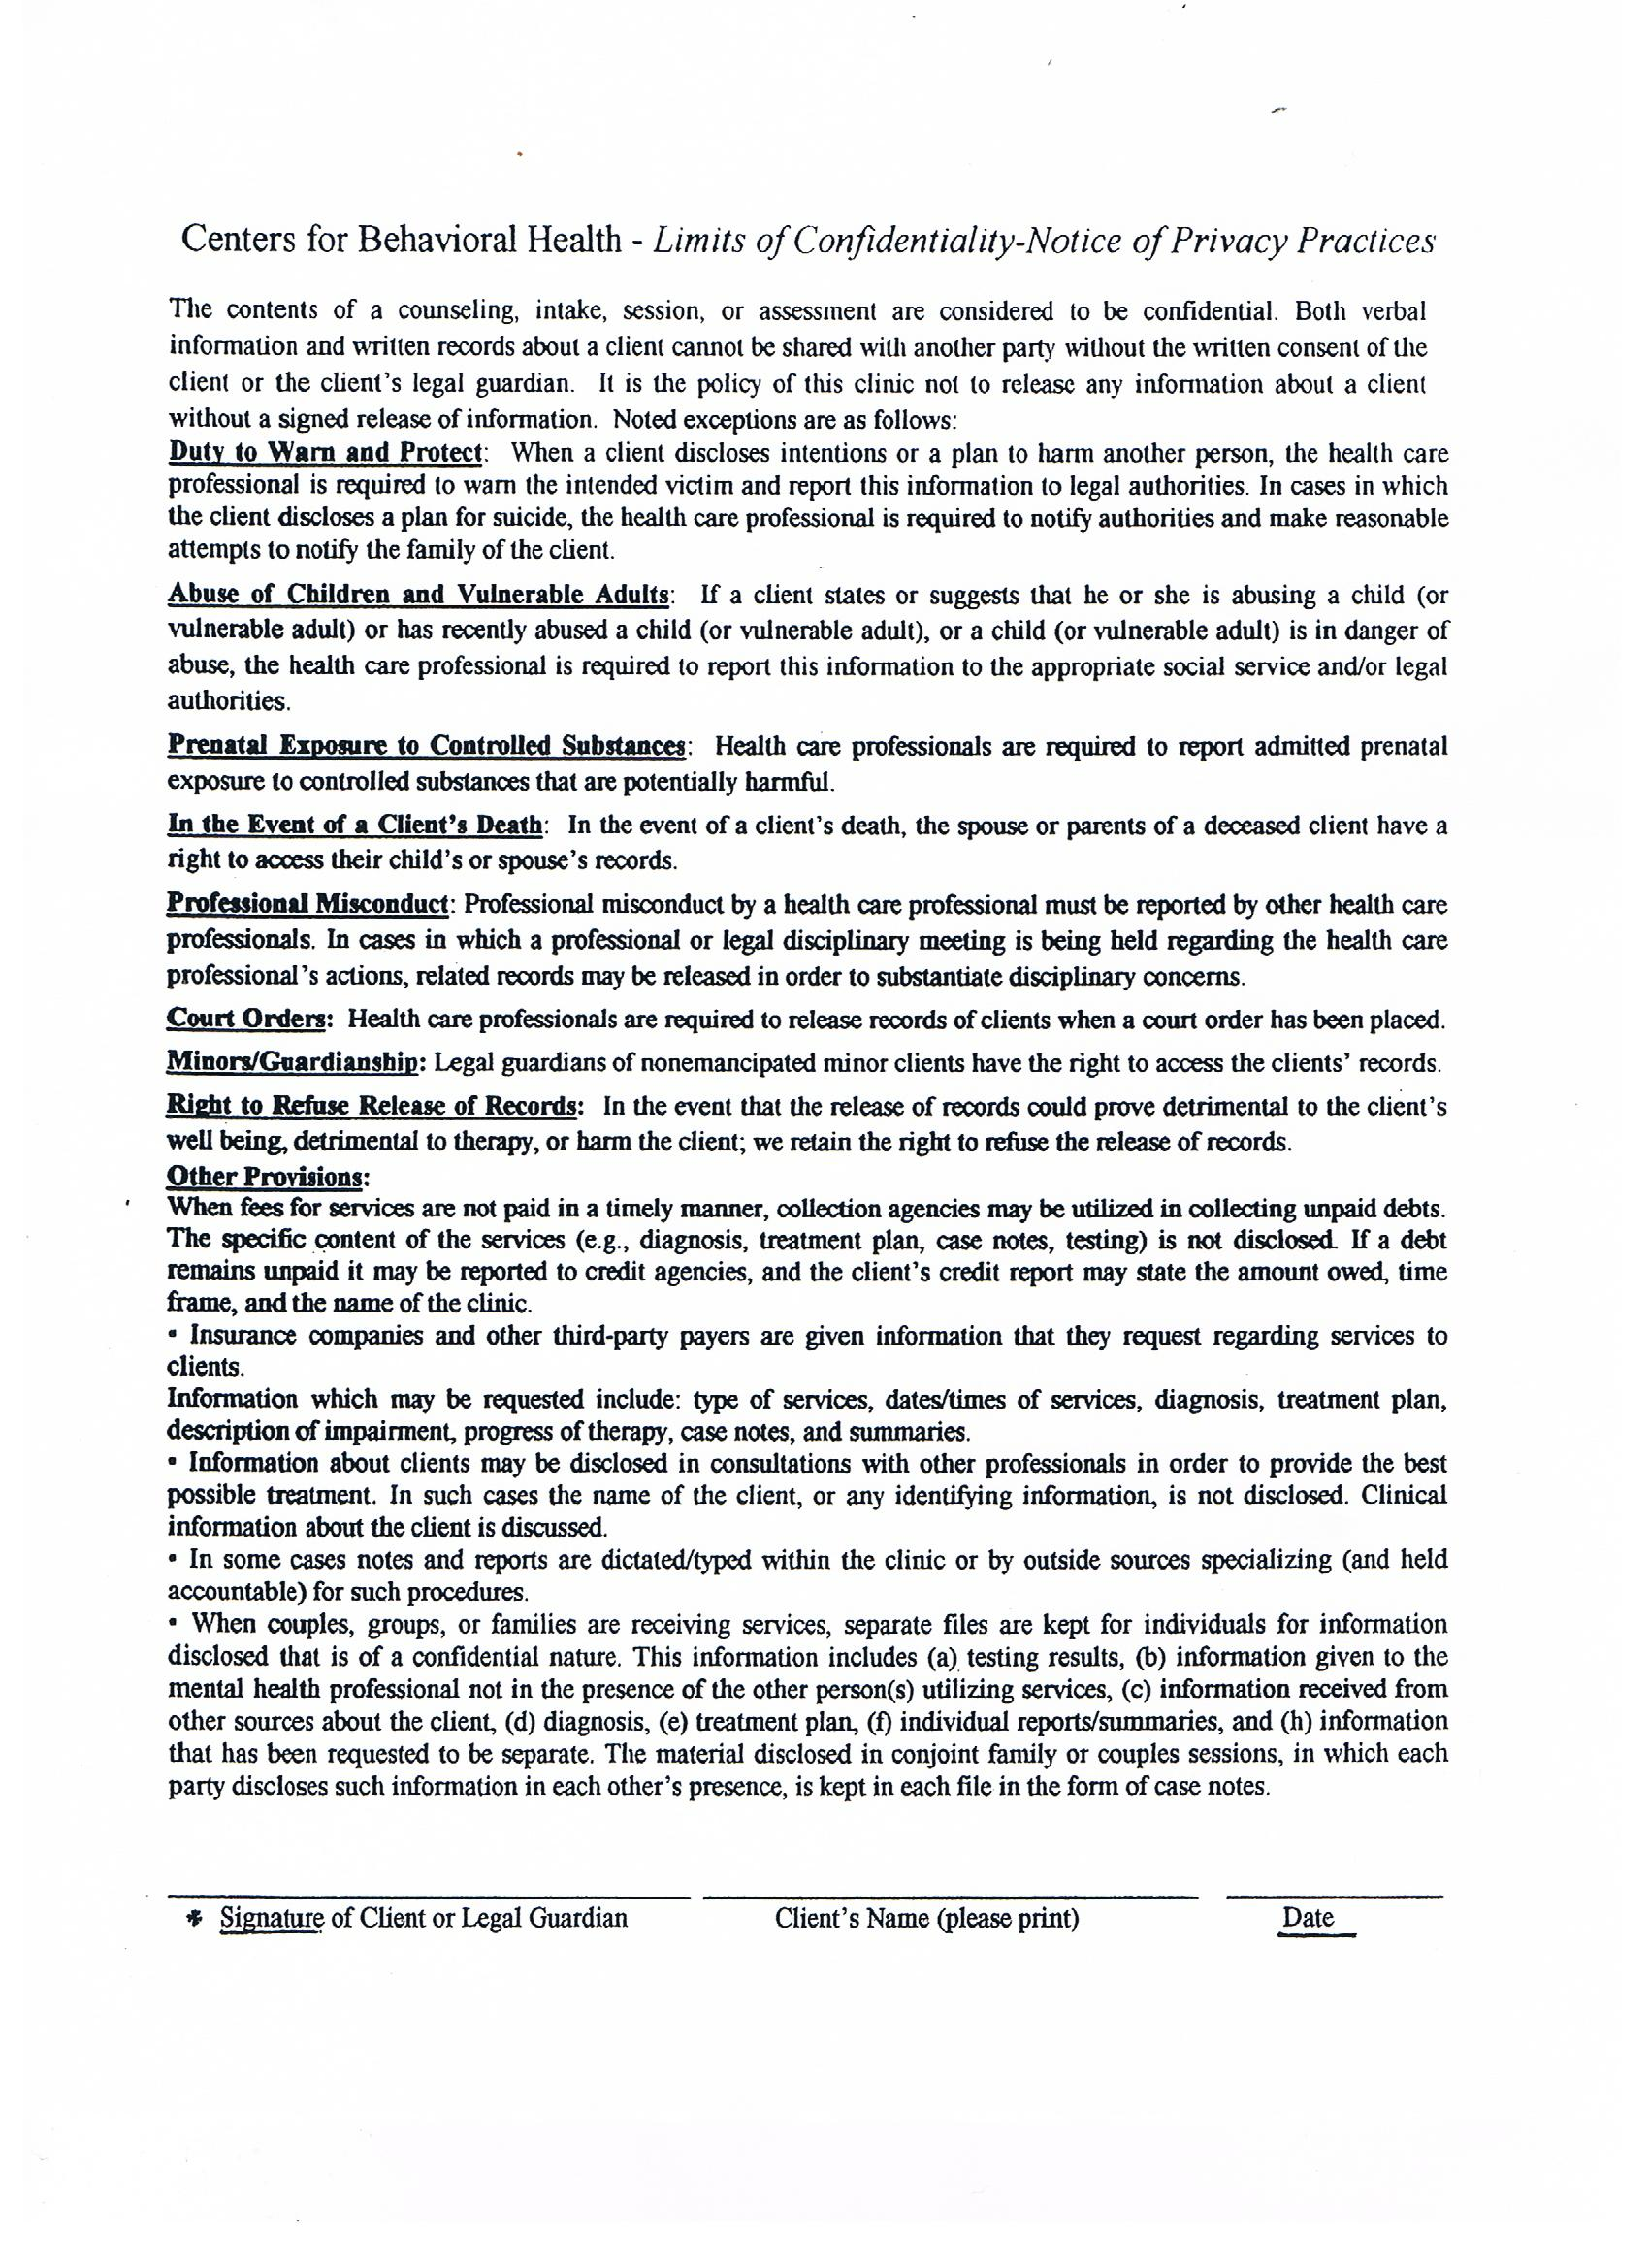 Centers for Behavioral Health - Limits of Confidentiality-Notice of Privacy Practices
The contents of a counseling, intake, session, or assessment are considered to be confidential. Both verbal
information and written records about a client cannot be shared with another party without the written consent of the
client or the client's legal guardian. It is the policy of this clinic not to release any information about a client
without a signed release of information. Noted exceptions are as follows:
Duty to Warn and Protect: When a client discloses intentions or a plan to harm another person, the health care
professional is required to warn the intended victim and report this information to legal authorities. In cases in which
the client discloses a plan for suicide, the health care professional is required to notify authorities and make reasonable
attempts to notify the family of the client.
Abuse of Children and Vulnerable Adults: If a client states or suggests that he or she is abusing a child (or
vulnerable adult) or has recently abused a child (or vulnerable adult), or a child (or vulnerable adult) is in danger of
abuse, the health care professional is required to report this information to the appropriate social service and/or legal
authorities.
Prenatal Exposure to Controlled Substances: Health care professionals are required to report admitted prenatal
exposure to controlled substances that are potentially harmful.
In the Event of a Client's Death: In the event of a client's death, the spouse or parents of a deceased client have a
right to access their child's or spouse's records.
Professional Misconduct: Professional misconduct by a health care professional must be reported by other health care
professionals. In cases in which a professional or legal disciplinary meeting is being held regarding the health care
professional's actions, related records may be released in order to substantiate disciplinary concerns.
Court Orders: Health care professionals are required to release records of clients when a court order has been placed.
Minors/Guardianship: Legal guardians of nonemancipated minor clients have the right to access the clients' records.
Right to Refuse Release of Records: In the event that the release of records could prove detrimental to the client's
well being, detrimental to therapy, or harm the client; we retain the right to refuse the release of records.
Other Provisions:
When fees for services are not paid in a timely manner, collection agencies may be utilized in collecting unpaid debts.
The specific content of the services (e.g., diagnosis, treatment plan, case notes, testing) is not disclosed. If a debt
remains unpaid it may be reported to credit agencies, and the client's credit report may state the amount owed, time
frame, and the name of the clinic.
▪ Insurance companies and other third-party payers are given information that they request regarding services to
clients.
Information which may be requested include: type of services, dates/times of services, diagnosis, treatment plan,
description of impairment, progress of therapy, case notes, and summaries.
▪ Information about clients may be disclosed in consultations with other professionals in order to provide the best
possible treatment. In such cases the name of the client, or any identifying information, is not disclosed. Clinical
information about the client is discussed.
▪ In some cases notes and reports are dictated/typed within the clinic or by outside sources specializing (and held
accountable) for such procedures.
▪ When couples, groups, or families are receiving services, separate files are kept for individuals for information
disclosed that is of a confidential nature. This information includes (a) testing results, (b) information given to the
mental health professional not in the presence of the other person(s) utilizing services, (c) information received from
other sources about the client, (d) diagnosis, (e) treatment plan, (f) individual reports/summaries, and (h) information
that has been requested to be separate. The material disclosed in conjoint family or couples sessions, in which each
party discloses such information in each other's presence, is kept in each file in the form of case notes.
* Signature of Client or Legal Guardian Client's Name (please print) Date